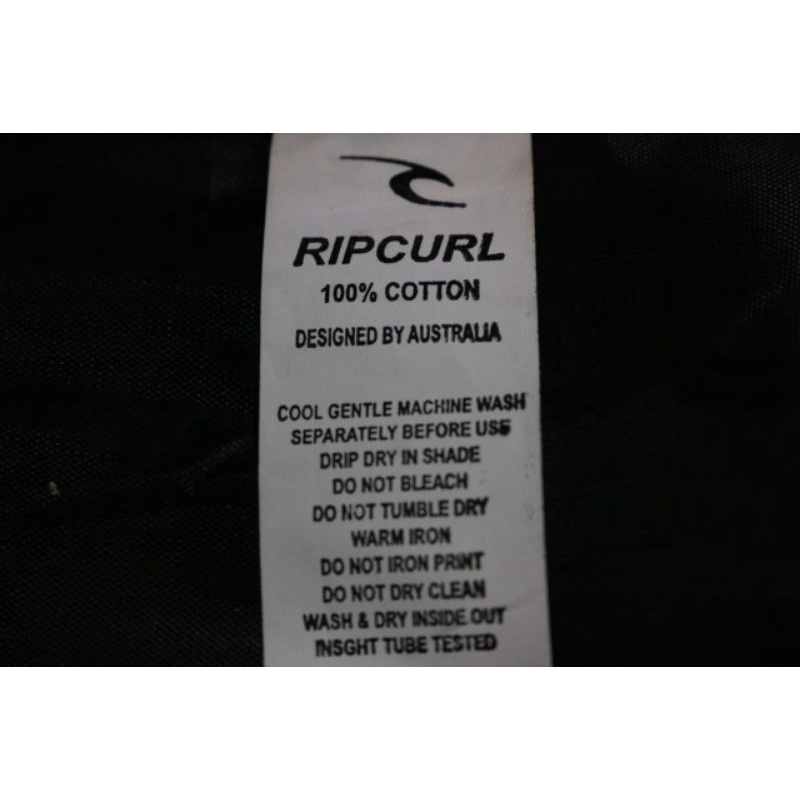 RIPCURL
100% COTTON
DESIGNED BY AUSTRALIA
COOL GENTLE MACHINE WASH
SEPARATELY BEFORE USE
DRIP DRY IN SHADE
DO NOT BLEACH
DO NOT TUMBLE DRY
WARM IRON
DO NOT IRON PRINT
DO NOT DRY CLEAN
WASH & DRY INSIDE OUT
INSGHT TUBE TESTED